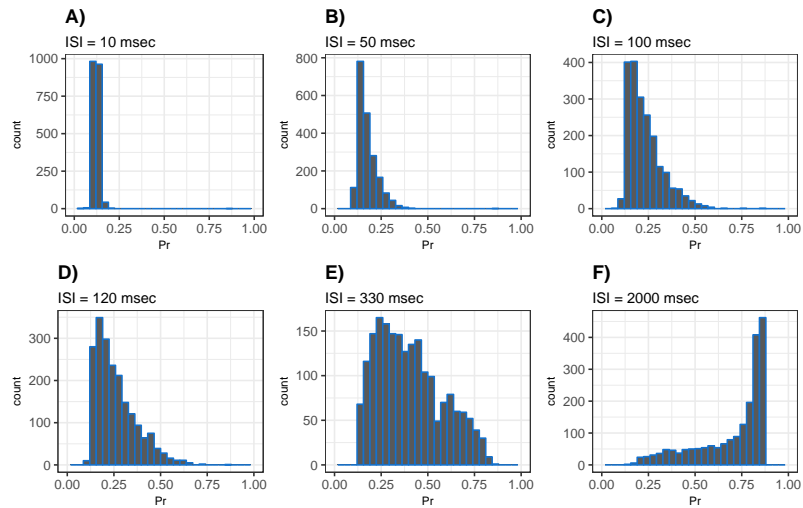 A)
ISI = 10 msec
count
1000
750
500
250
0
0.00 0.25 0.50 0.75 1.00
Pr
B)
ISI = 50 msec
count
800
600
400
200
0
0.00 0.25 0.50 0.75 1.00
Pr
C)
ISI = 100 msec
count
400
300
200
100
0
0.00 0.25 0.50 0.75 1.00
Pr
D)
ISI = 120 msec
count
300
200
100
0
0.00 0.25 0.50 0.75 1.00
Pr
E)
ISI = 330 msec
count
150
100
50
0
0.00 0.25 0.50 0.75 1.00
Pr
F)
ISI = 2000 msec
count
400
300
200
100
0
0.00 0.25 0.50 0.75 1.00
Pr